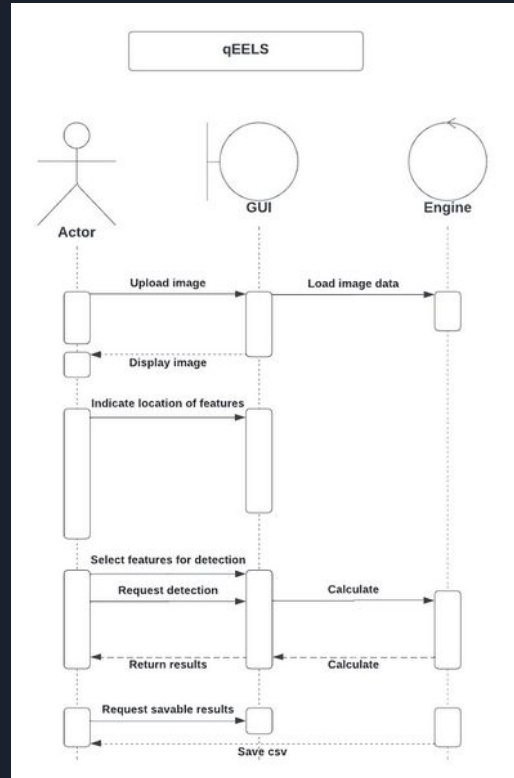 qEELS
GUI
Engine
Actor
Upload image
Load image data
Display image
Indicate location of features
Select features for detection
Request detection
Calculate
Return results
Calculate
Request savable results
Save csv